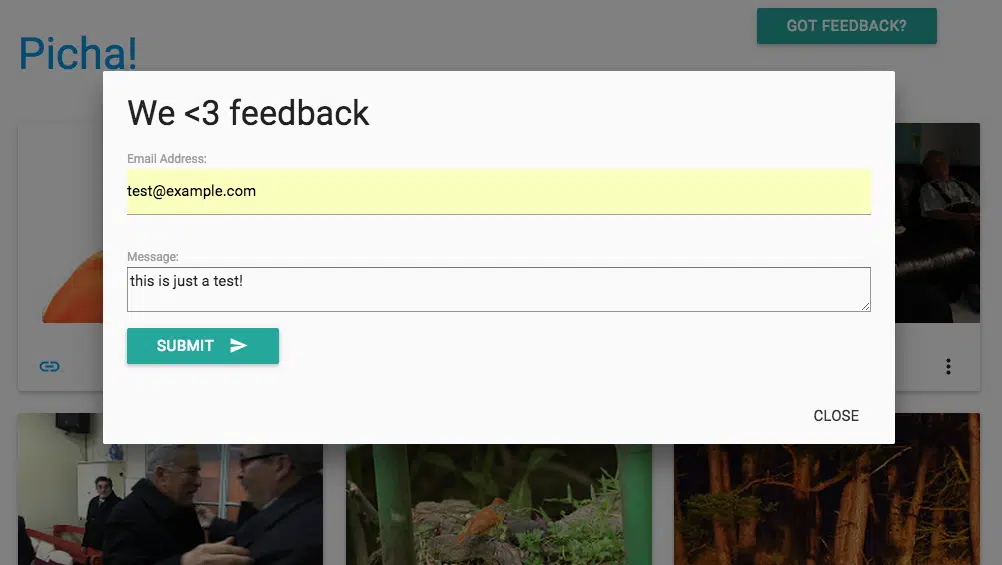 GOT FEEDBACK?
Picha!
We <3 feedback
Email Address:
test@example.com
Message:
this is just a test!
SUBMIT
CLOSE